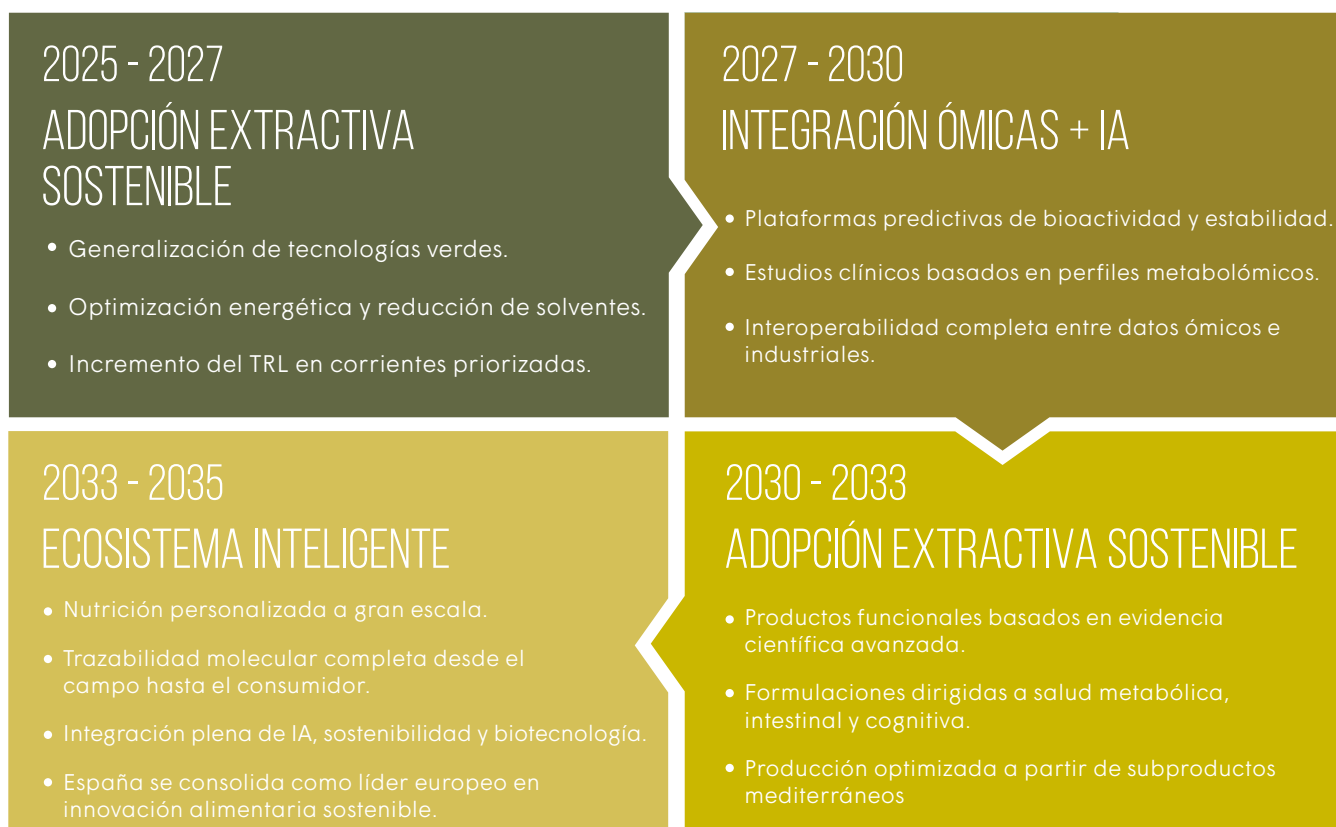 2025 - 2027
ADOPCIÓN EXTRACTIVA
SOSTENIBLE
• Generalización de tecnologías verdes.
• Optimización energética y reducción de solventes.
• Incremento del TRL en corrientes priorizadas.
2027 - 2030
INTEGRACIÓN ÓMICAS + IA
• Plataformas predictivas de bioactividad y estabilidad.
• Estudios clínicos basados en perfiles metabolómicos.
• Interoperabilidad completa entre datos ómicos e
industriales.
2030 - 2033
ADOPCIÓN EXTRACTIVA SOSTENIBLE
• Productos funcionales basados en evidencia
científica avanzada.
• Formulaciones dirigidas a salud metabólica,
intestinal y cognitiva.
• Producción optimizada a partir de subproductos
mediterráneos
2033 - 2035
ECOSISTEMA INTELIGENTE
• Nutrición personalizada a gran escala.
• Trazabilidad molecular completa desde el
campo hasta el consumidor.
• Integración plena de IA, sostenibilidad y biotecnología.
• España se consolida como líder europeo en
innovación alimentaria sostenible.